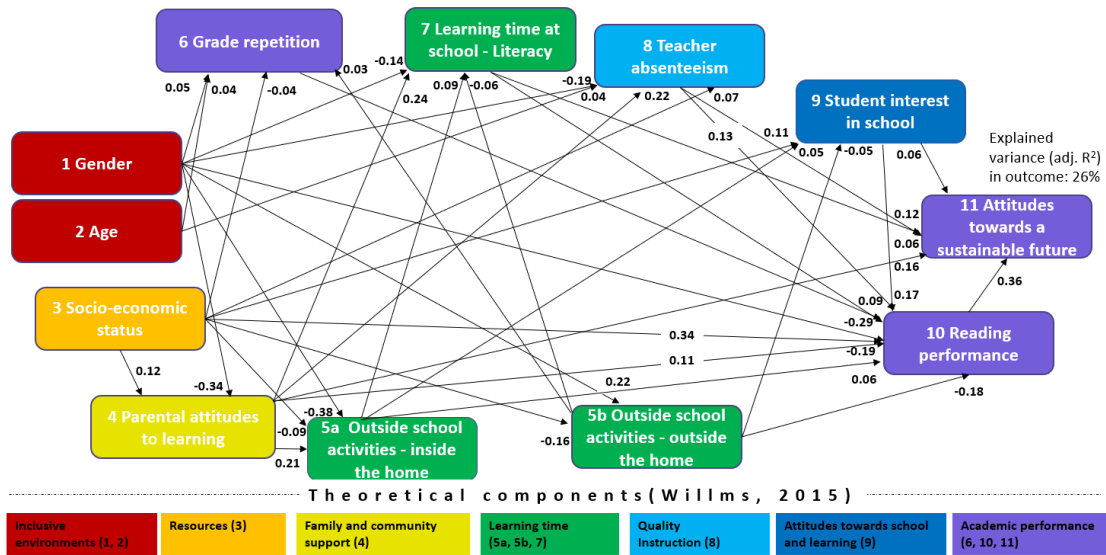 6 Grade repetition
7 Learning time at
school - Literacy
8 Teacher
absenteeism
9 Student interest
in school
Explained
variance (adj. R²)
in outcome: 26%
1 Gender
2 Age
11 Attitudes
towards a
sustainable future
3 Socio-economic
status
10 Reading
performance
4 Parental attitudes
to learning
5a Outside school
activities - inside
the home
5b Outside school
activities - outside
the home
0.05
0.04
-0.04
0.03
-0.14
0.24
0.09
-0.06
-0.19
0.04
0.22
0.07
0.13
0.11
0.05
-0.05
0.06
0.12
0.06
0.16
0.09
0.17
-0.29
0.36
0.34
-0.19
0.11
0.06
-0.18
0.12
-0.34
-0.38
0.22
-0.09
0.21
-0.16
Theoretical components(Willms, 2015)
Inclusive
environments (1, 2)
Resources (3)
Family and community
support (4)
Learning time
(5a, 5b, 7)
Quality
Instruction (8)
Attitudes towards school
and learning (9)
Academic performance
(6, 10, 11)